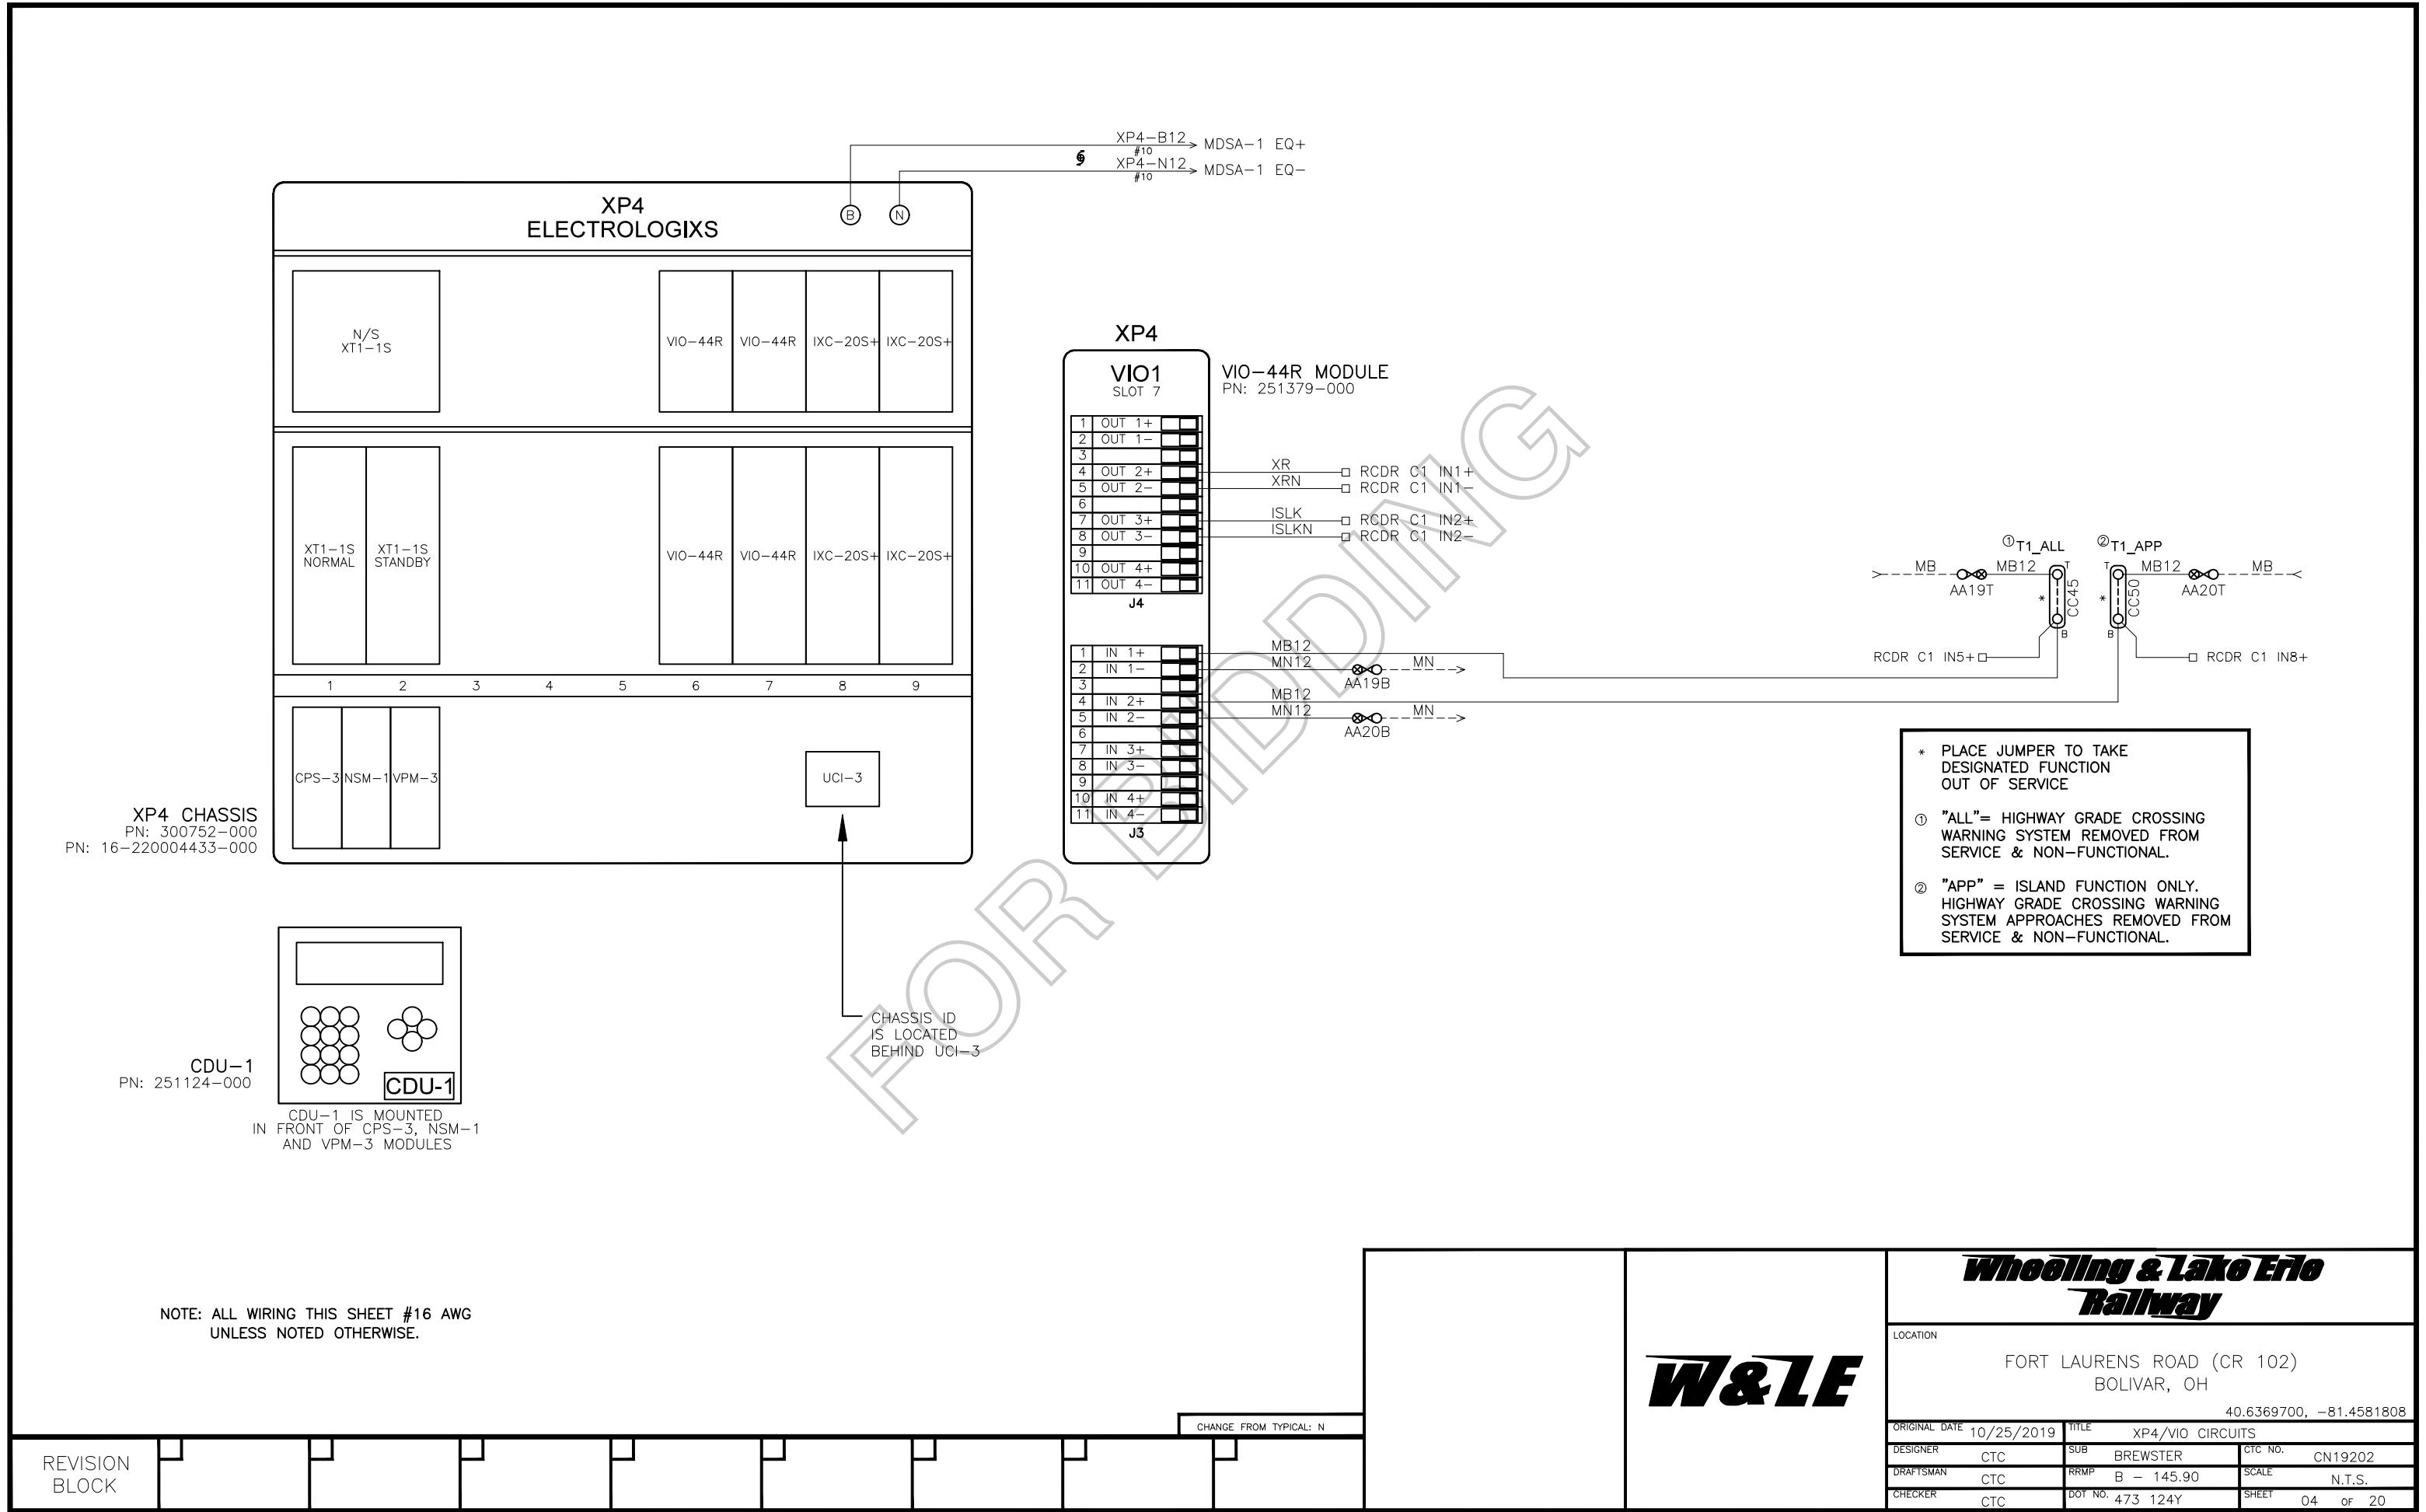 XP4-B12
#10
MDSA-1 EQ+
XP4-N12
#10
MDSA-1 EQ-
XP4
ELECTROLOGIXS
B
N
N/S
XT1-1S
VIO-44R
VIO-44R
IXC-20S+
IXC-20S+
XT1-1S
NORMAL
XT1-1S
STANDBY
VIO-44R
VIO-44R
IXC-20S+
IXC-20S+
1 2 3 4 5 6 7 8 9
CPS-3
NSM-1
VPM-3
UCI-3
XP4 CHASSIS
PN: 300752-000
PN: 16-220004433-000
CHASSIS ID
IS LOCATED
BEHIND UCI-3
CDU-1
PN: 251124-000
CDU-1
CDU-1 IS MOUNTED
IN FRONT OF CPS-3, NSM-1
AND VPM-3 MODULES
XP4
VIO1
SLOT 7
VIO-44R MODULE
PN: 251379-000
1 OUT 1+
2 OUT 1-
3
4 OUT 2+
5 OUT 2-
6
7 OUT 3+
8 OUT 3-
9
10 OUT 4+
11 OUT 4-
J4
XR
RCDR C1 IN1+
XRN
RCDR C1 IN1-
ISLK
RCDR C1 IN2+
ISLKN
RCDR C1 IN2-
1 IN 1+
2 IN 1-
3
4 IN 2+
5 IN 2-
6
7 IN 3+
8 IN 3-
9
10 IN 4+
11 IN 4-
J3
MB12
MN12
MN
AA19B
MB12
MN12
MN
AA20B
① T1_ALL
② T1_APP
MB
MB12
T
AA19T
*
CC45
B
T
MB12
MB
AA20T
*
CC50
B
RCDR C1 IN5+
RCDR C1 IN8+
* PLACE JUMPER TO TAKE
DESIGNATED FUNCTION
OUT OF SERVICE
① "ALL"= HIGHWAY GRADE CROSSING
WARNING SYSTEM REMOVED FROM
SERVICE & NON-FUNCTIONAL.
② "APP" = ISLAND FUNCTION ONLY.
HIGHWAY GRADE CROSSING WARNING
SYSTEM APPROACHES REMOVED FROM
SERVICE & NON-FUNCTIONAL.
FOR BIDDING
NOTE: ALL WIRING THIS SHEET #16 AWG
UNLESS NOTED OTHERWISE.
CHANGE FROM TYPICAL: N
REVISION
BLOCK
W&LE
Wheeling & Lake Erie
Railway
LOCATION
FORT LAURENS ROAD (CR 102)
BOLIVAR, OH
40.6369700, -81.4581808
ORIGINAL DATE 10/25/2019
TITLE XP4/VIO CIRCUITS
DESIGNER CTC
SUB BREWSTER
CTC NO. CN19202
DRAFTSMAN CTC
RRMP B - 145.90
SCALE N.T.S.
CHECKER CTC
DOT NO. 473 124Y
SHEET 04 OF 20